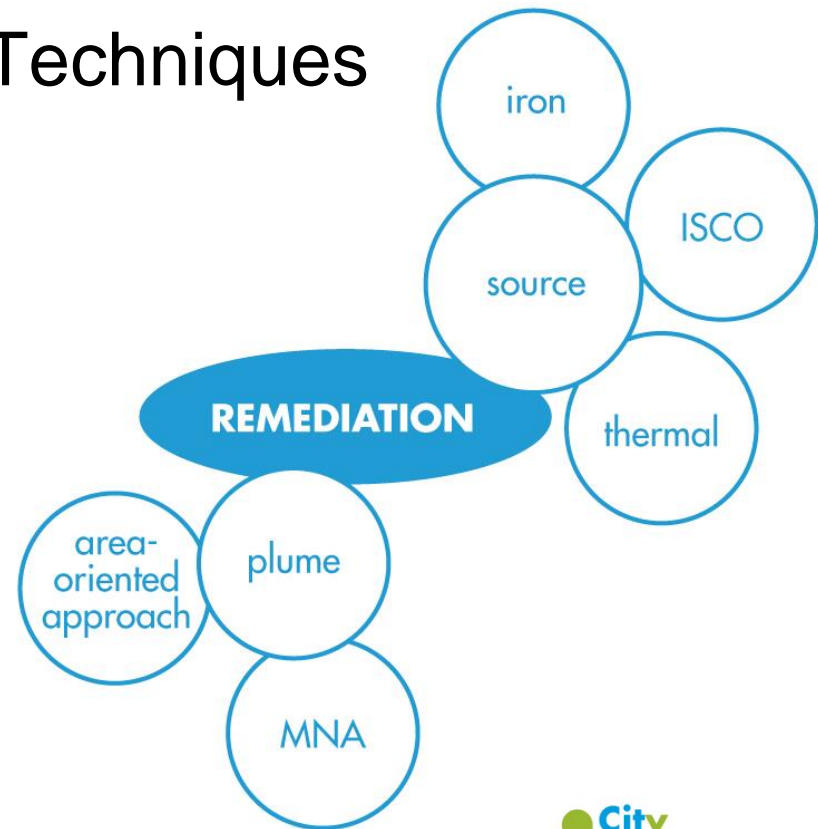 Techniques
iron
ISCO
source
thermal
REMEDIATION
area-
oriented
approach
plume
MNA
City